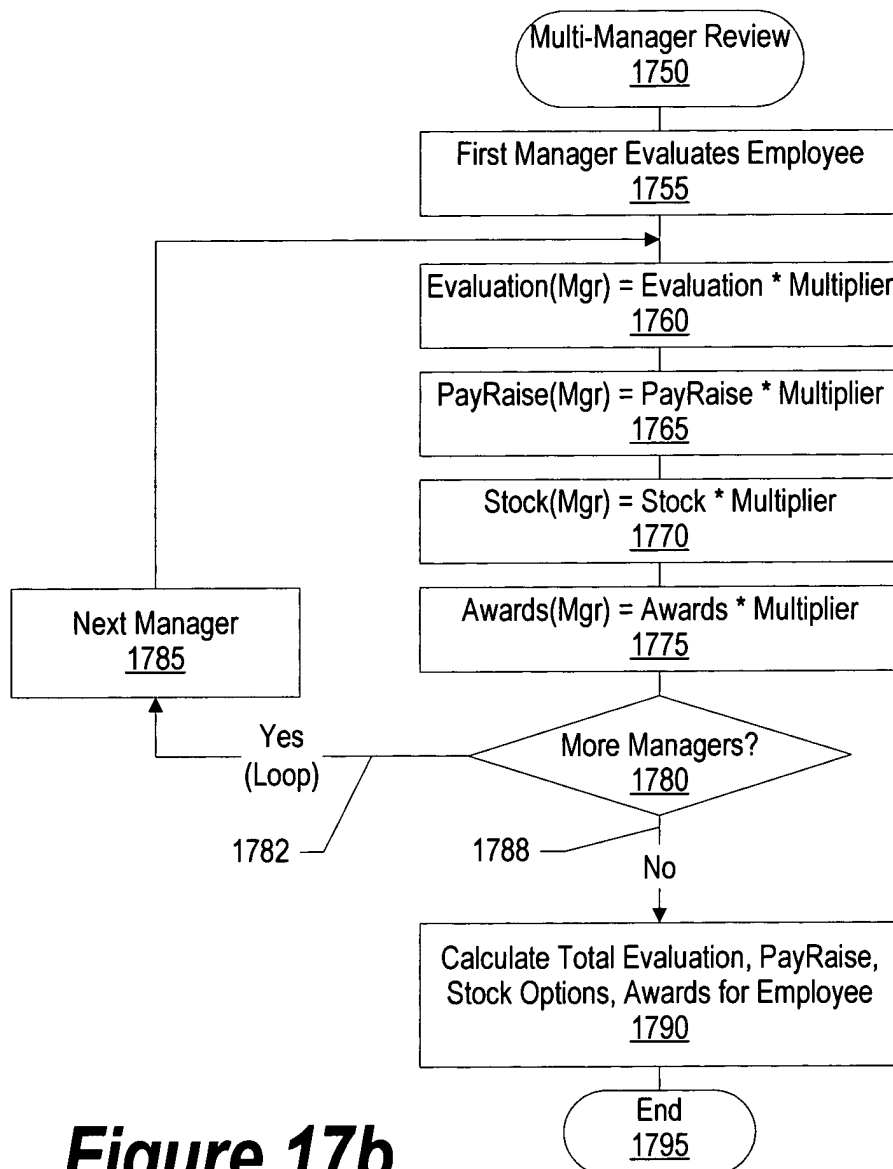 Multi-Manager Review
1750
First Manager Evaluates Employee
1755
Evaluation(Mgr) = Evaluation * Multiplier
1760
PayRaise(Mgr) = PayRaise * Multiplier
1765
Stock(Mgr) = Stock * Multiplier
1770
Awards(Mgr) = Awards * Multiplier
1775
Next Manager
1785
More Managers?
1780
Yes
(Loop)
1782
1788
No
Calculate Total Evaluation, PayRaise,
Stock Options, Awards for Employee
1790
End
1795
Figure 17b